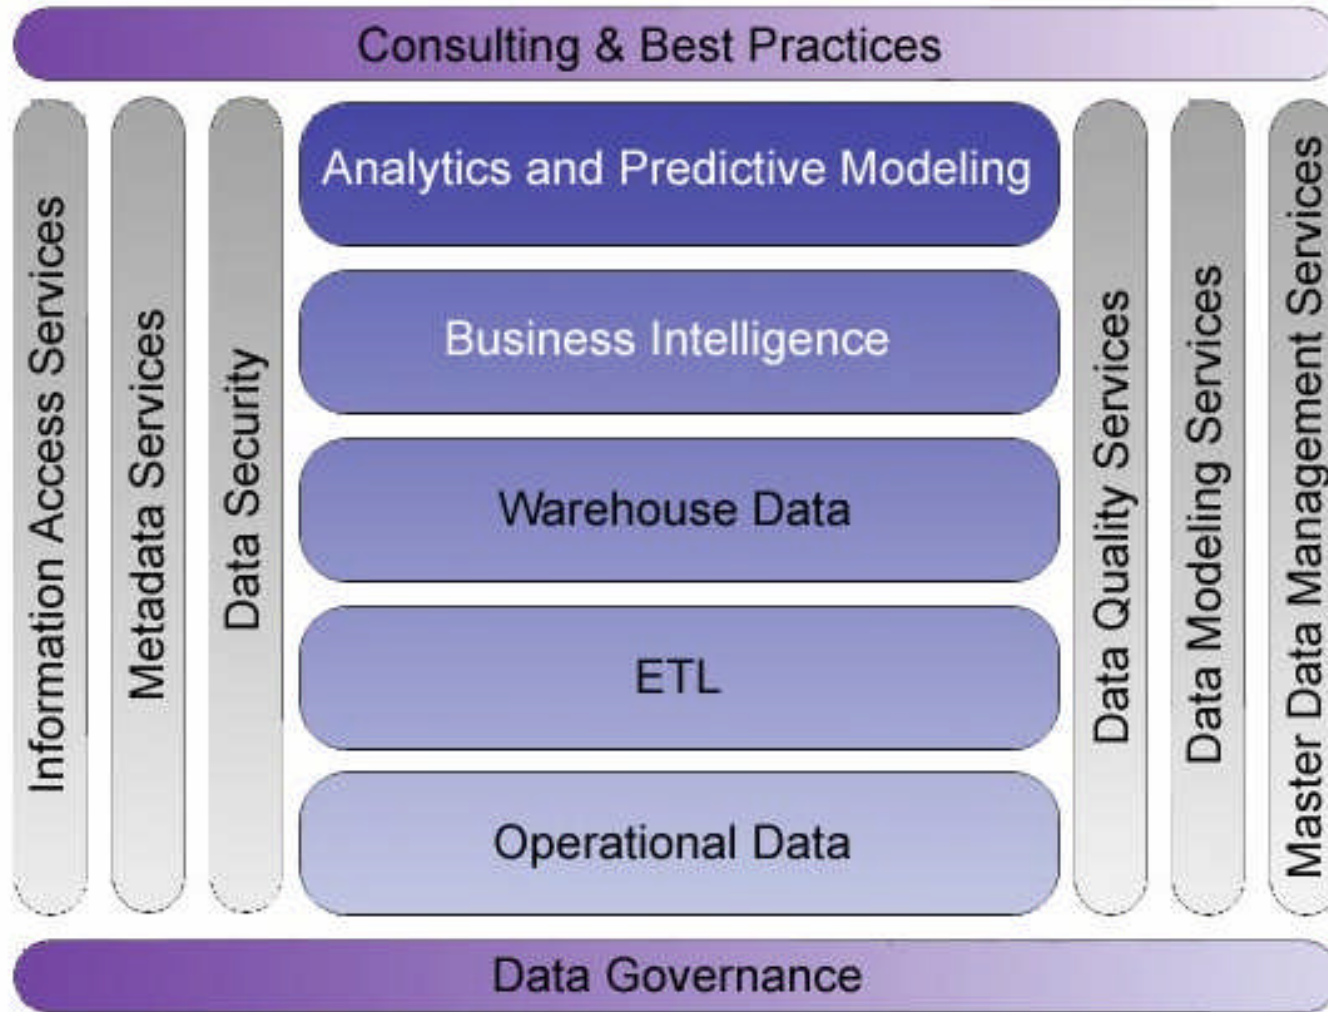 Consulting & Best Practices
Information Access Services
Metadata Services
Data Security
Analytics and Predictive Modeling
Business Intelligence
Warehouse Data
ETL
Operational Data
Data Quality Services
Data Modeling Services
Master Data Management Services
Data Governance